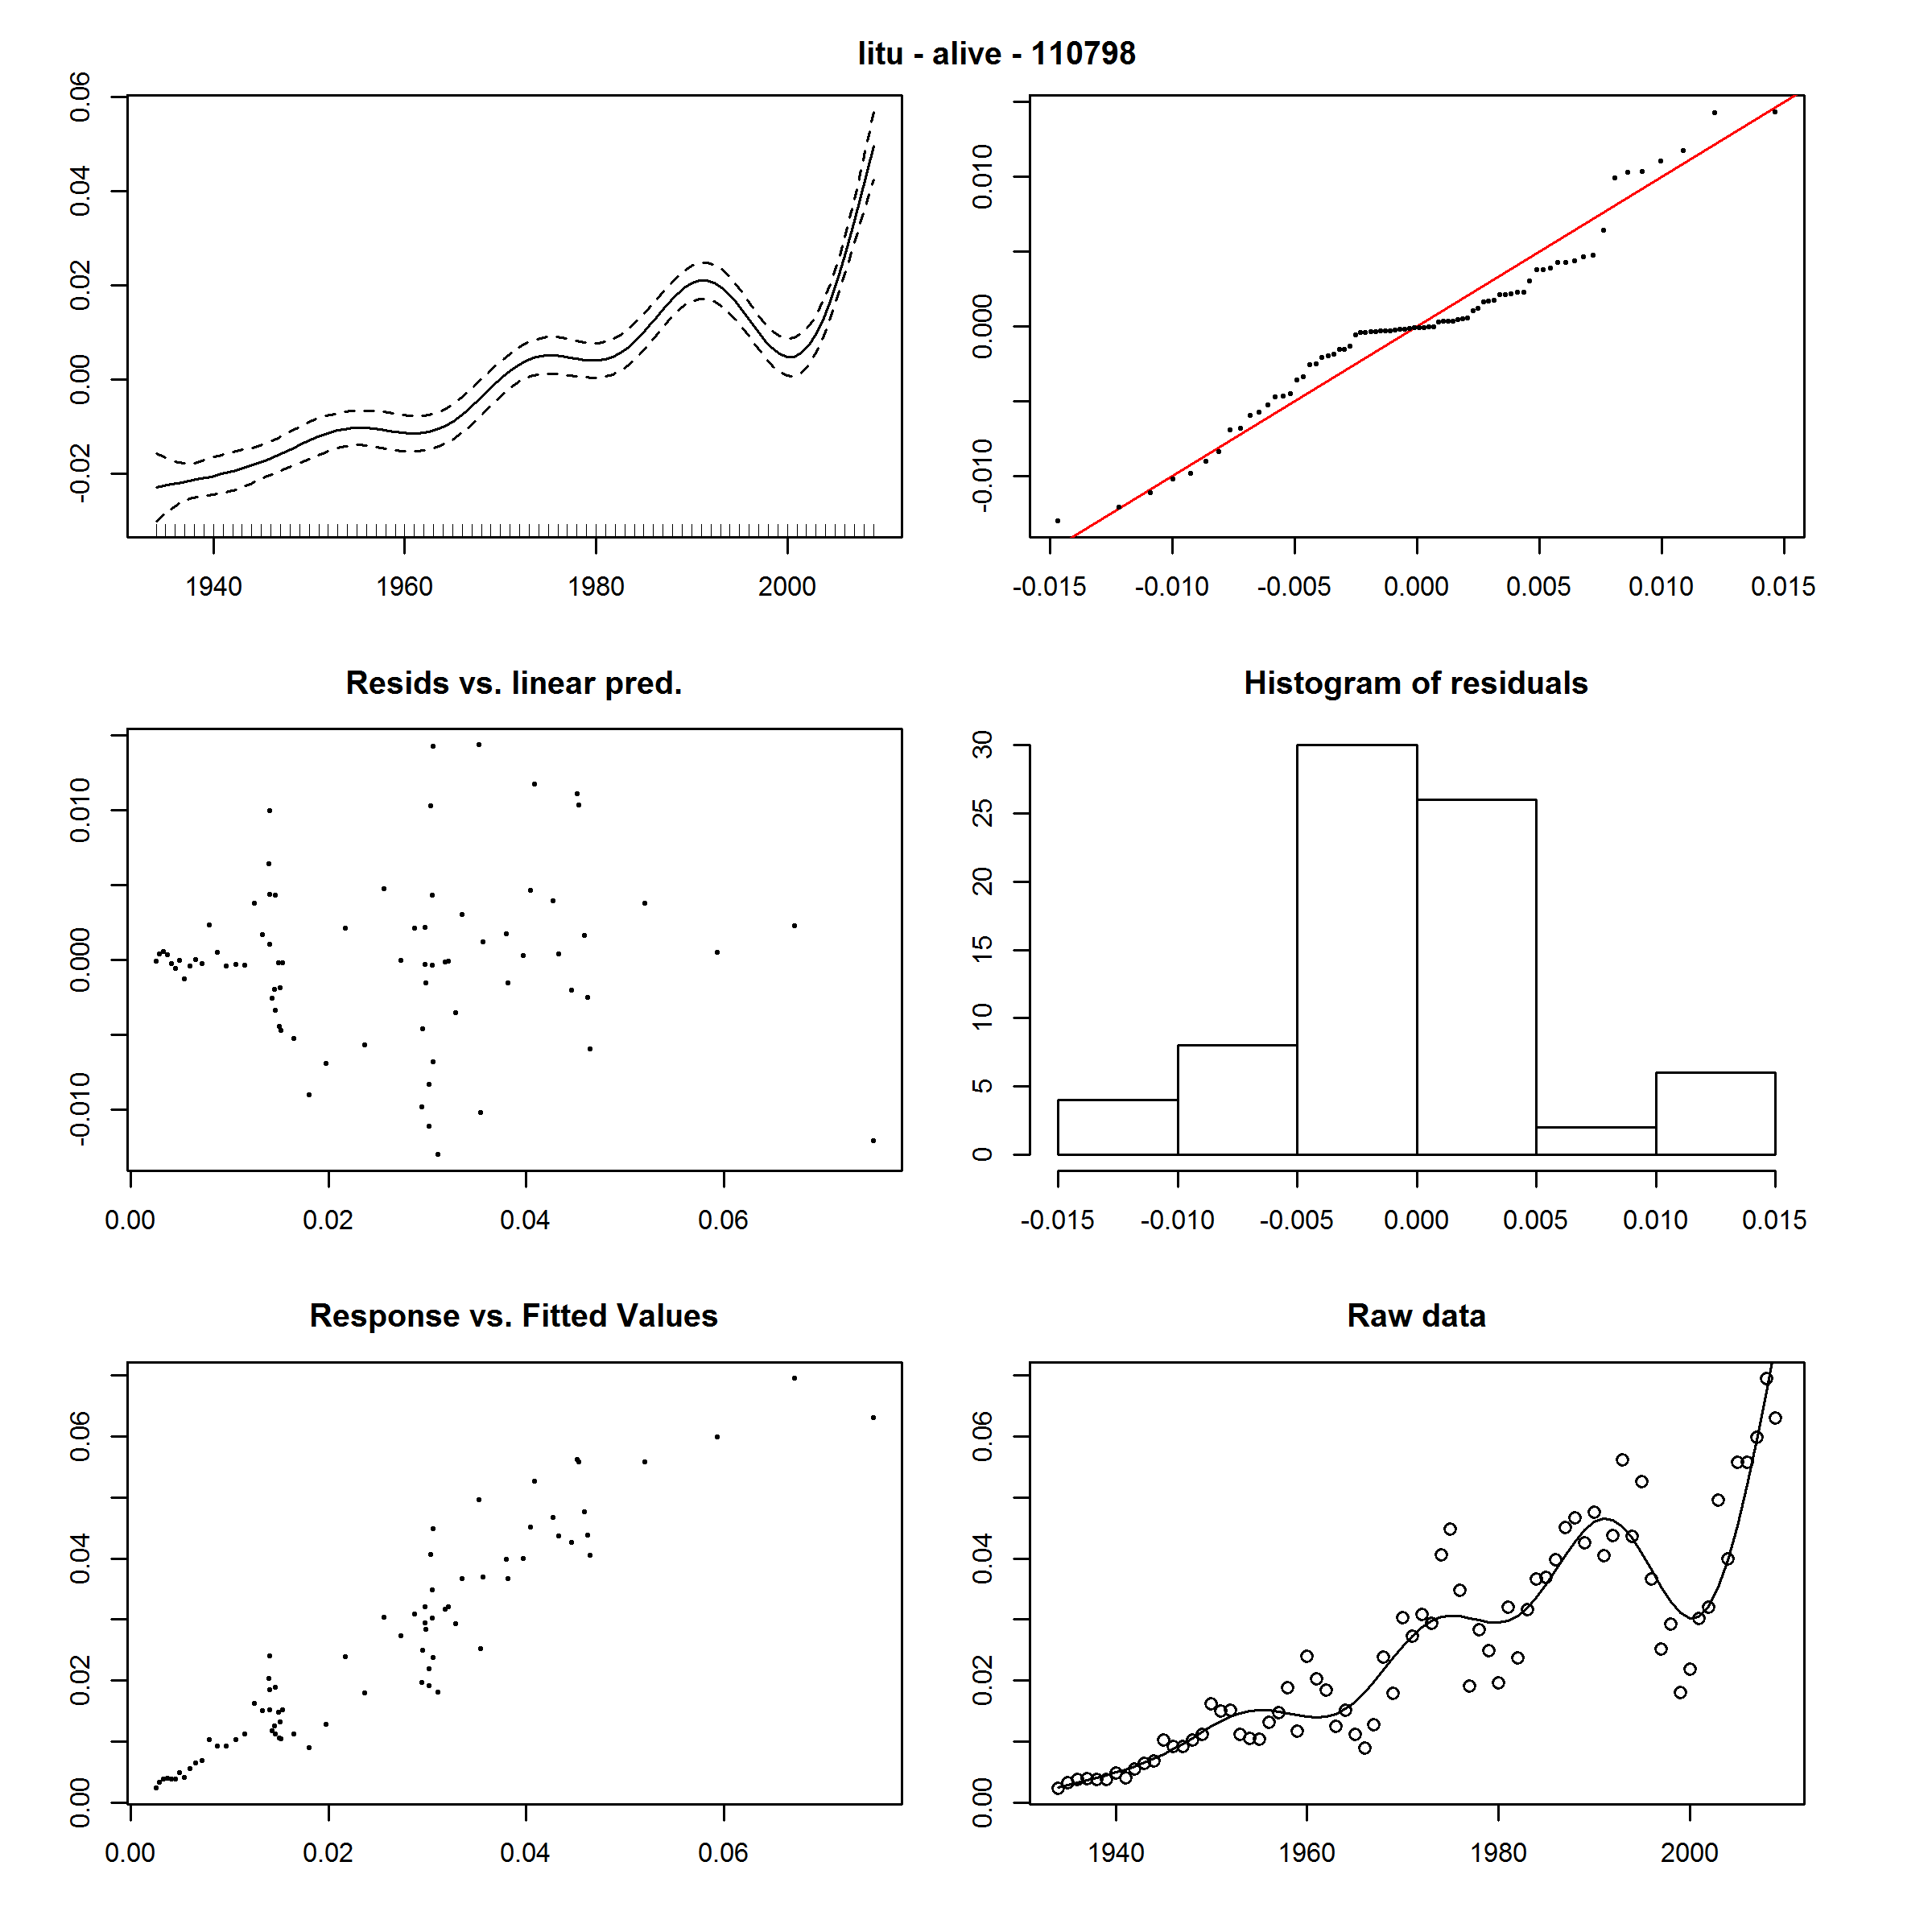 litu - alive - 110798
0.06
0.04
0.02
0.00
-0.02
1940 1960 1980 2000
0.010
0.000
-0.010
-0.015 -0.010 -0.005 0.000 0.005 0.010 0.015
Resids vs. linear pred.
0.010
0.000
-0.010
0.00 0.02 0.04 0.06
Histogram of residuals
30
25
20
15
10
5
0
-0.015 -0.010 -0.005 0.000 0.005 0.010 0.015
Response vs. Fitted Values
0.06
0.04
0.02
0.00
0.00 0.02 0.04 0.06
Raw data
0.06
0.04
0.02
0.00
1940 1960 1980 2000